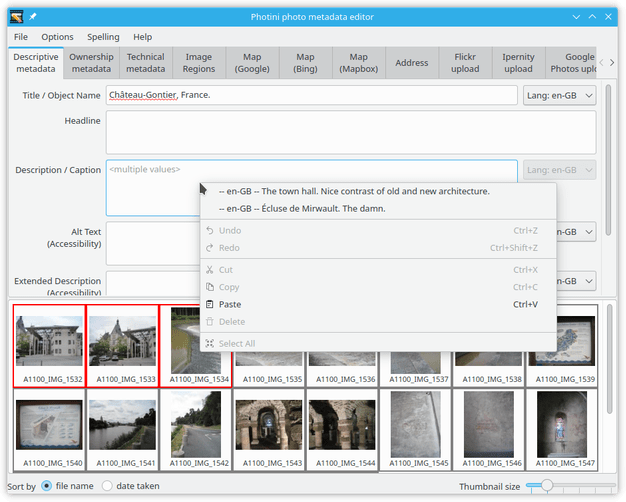 Photini photo metadata editor
File Options Spelling Help
Descriptive metadata
Ownership metadata
Technical metadata
Image Regions
Map (Google)
Map (Bing)
Map (Mapbox)
Address
Flickr upload
Ipernity upload
Google Photos uplo
Title / Object Name Château-Gontier, France. Lang: en-GB
Headline
Description / Caption <multiple values> Lang: en-GB
-- en-GB -- The town hall. Nice contrast of old and new architecture.
-- en-GB -- Écluse de Mirwault. The damn.
Undo Ctrl+Z
Redo Ctrl+Shift+Z
Cut Ctrl+X
Copy Ctrl+C
Paste Ctrl+V
Delete
Select All
Alt Text
(Accessibility)
n-GB
Extended Description
(Accessibility)
n-GB
A1100_IMG_1532 A1100_IMG_1533 A1100_IMG_1534 A1100_IMG_1535 A1100_IMG_1536 A1100_IMG_1537 A1100_IMG_1538 A1100_IMG_1539
A1100_IMG_1540 A1100_IMG_1541 A1100_IMG_1542 A1100_IMG_1543 A1100_IMG_1544 A1100_IMG_1545 A1100_IMG_1546 A1100_IMG_1547
Sort by file name date taken Thumbnail size